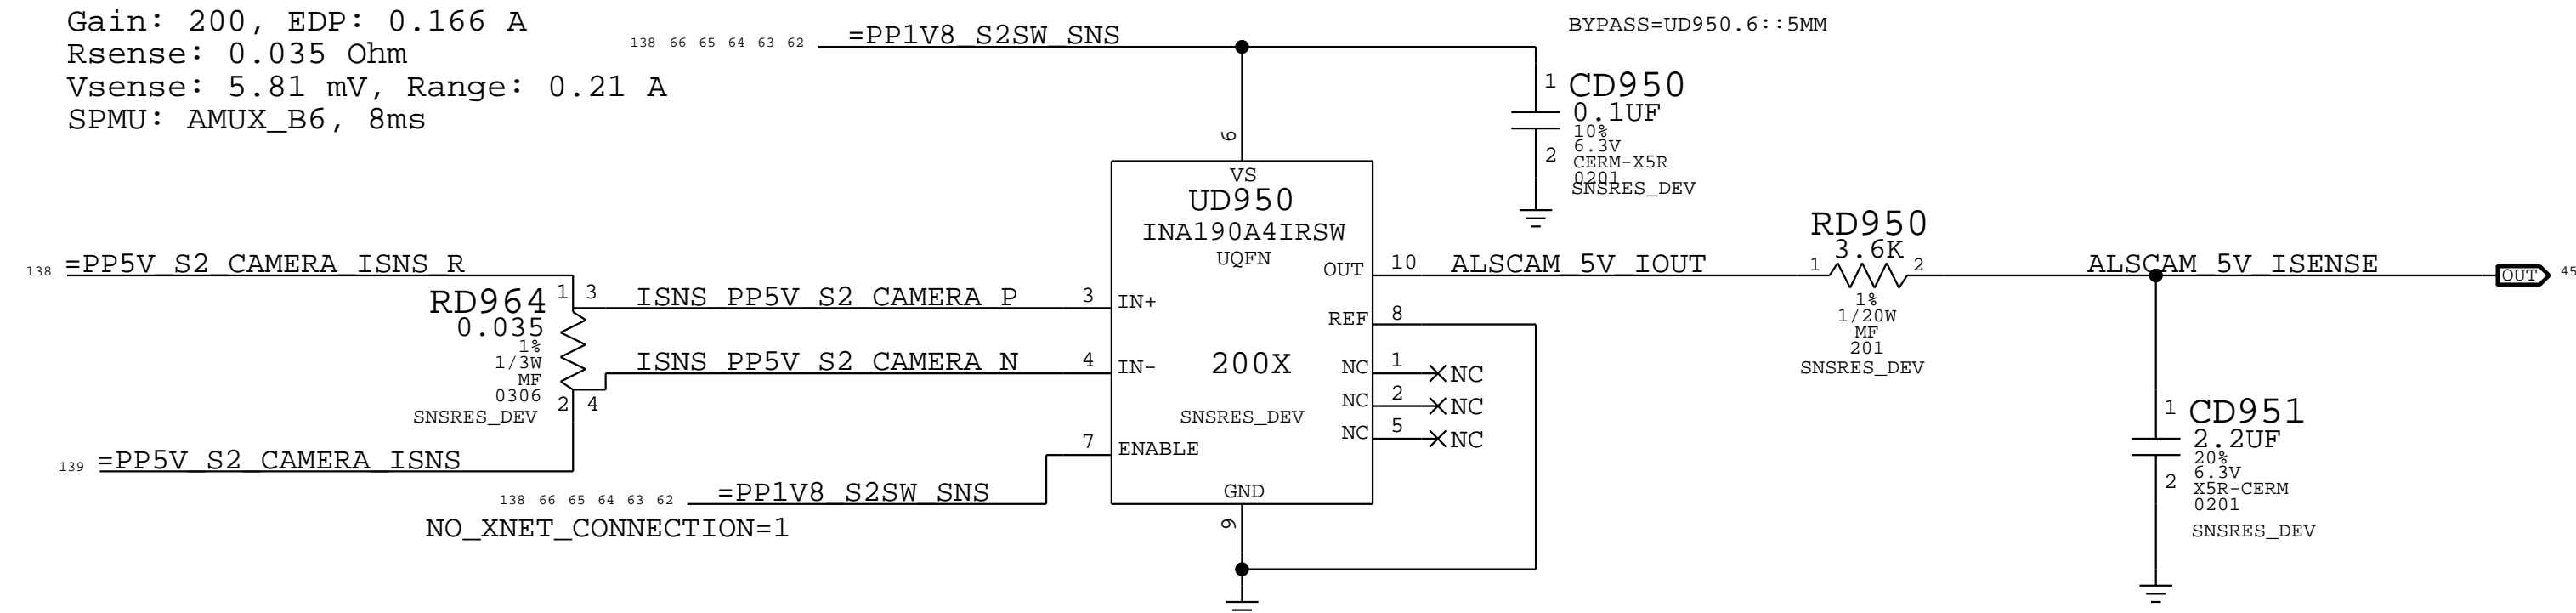 Gain: 200, EDP: 0.166 A
Rsense: 0.035 Ohm
Vsense: 5.81 mV, Range: 0.21 A
SPMU: AMUX_B6, 8ms
138 66 65 64 63 62 =PP1V8_S2SW_SNS
BYPASS=UD950.6::5MM
1 CD950
0.1UF
10%
6.3V
2 CERM-X5R
0201
SNSRES_DEV
6
VS
UD950
INA190A4IRSW
UQFN
OUT 10 ALSCAM_5V_IOUT
REF 8
200X
NC 1 NC
NC 2 NC
NC 5 NC
SNSRES_DEV
3 IN+
4 IN-
7 ENABLE
GND
9
138 =PP5V_S2_CAMERA_ISNS_R
RD964 1 3
0.035
1%
1/3W
MF
0306
2 4
SNSRES_DEV
ISNS_PP5V_S2_CAMERA_P
ISNS_PP5V_S2_CAMERA_N
139 =PP5V_S2_CAMERA_ISNS
138 66 65 64 63 62 =PP1V8_S2SW_SNS
NO_XNET_CONNECTION=1
RD950
3.6K
1 2
1%
1/20W
MF
201
SNSRES_DEV
ALSCAM_5V_ISENSE
OUT 45
1 CD951
2.2UF
20%
6.3V
2 X5R-CERM
0201
SNSRES_DEV